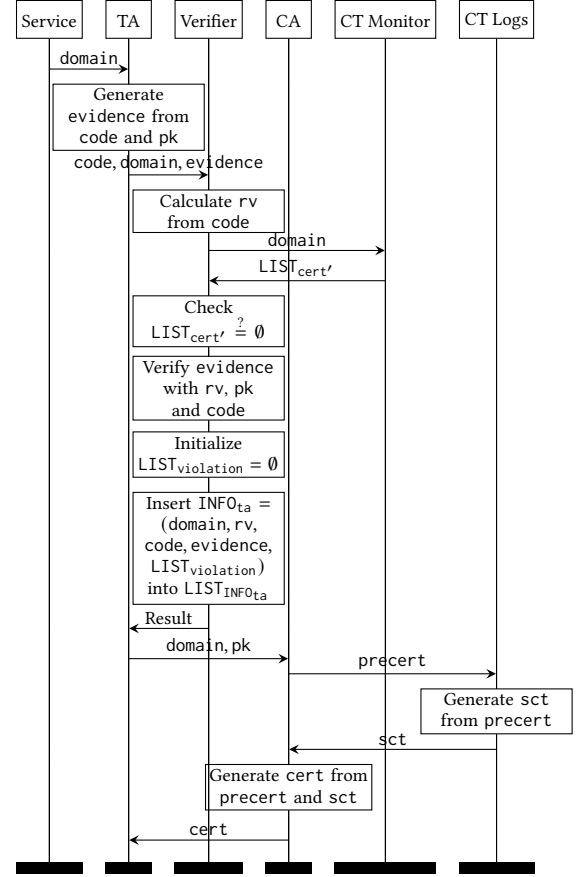 Service TA Verifier CA CT Monitor CT Logs
domain
Generate
evidence from
code and pk
code, domain, evidence
Calculate rv
from code
domain
LIST_cert′
Check
LIST_cert′ ≟ ∅
Verify evidence
with rv, pk
and code
Initialize
LIST_violation = ∅
Insert INFO_ta =
(domain, rv,
code, evidence,
LIST_violation)
into LIST_INFO_ta
Result
domain, pk
precert
Generate sct
from precert
sct
Generate cert from
precert and sct
cert